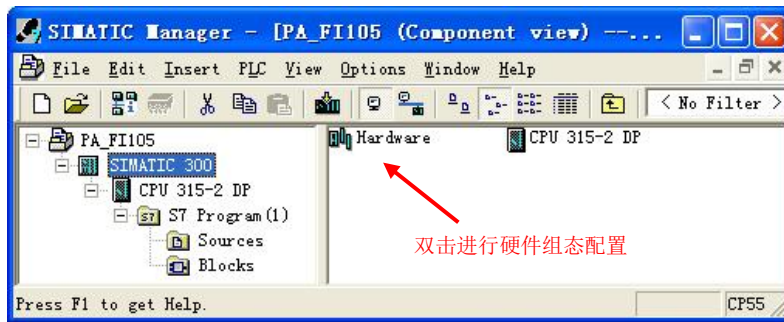 SIMATIC Manager - [PA_FI105 (Component view) --...
File Edit Insert PLC View Options Window Help
< No Filter >
PA_FI105
SIMATIC 300
CPU 315-2 DP
S7 Program(1)
Sources
Blocks
Hardware
CPU 315-2 DP
双击进行硬件组态配置
Press F1 to get Help.
CP55